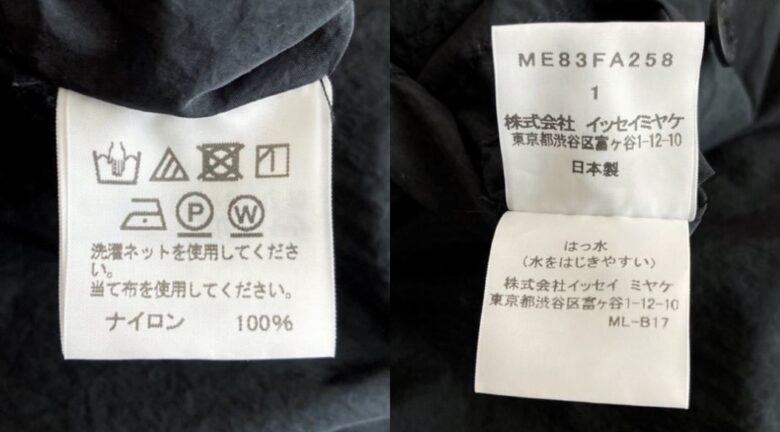 P W
洗濯ネットを使用してくださ
い。
当て布を使用してください。
ナイロン 100%
ME83FA258
1
株式会社 イッセイミヤケ
東京都渋谷区富ヶ谷1-12-10
日本製
はっ水
(水をはじきやすい)
株式会社イッセイ ミヤケ
東京都渋谷区富ヶ谷1-12-10
ML-B17